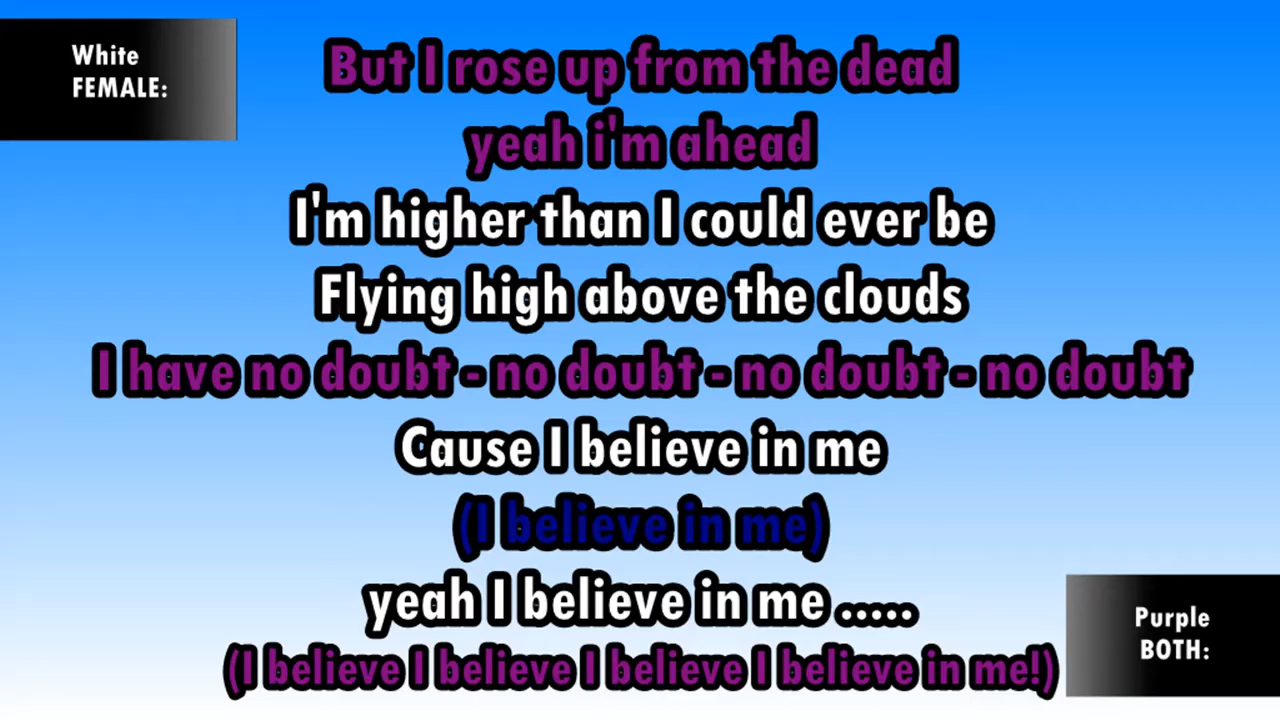 White
FEMALE:
But I rose up from the dead
yeah i'm ahead
I'm higher than I could ever be
Flying high above the clouds
I have no doubt - no doubt - no doubt - no doubt
Cause I believe in me
(I believe in me)
yeah I believe in me .....
(I believe I believe I believe I believe in me!)
Purple
BOTH: